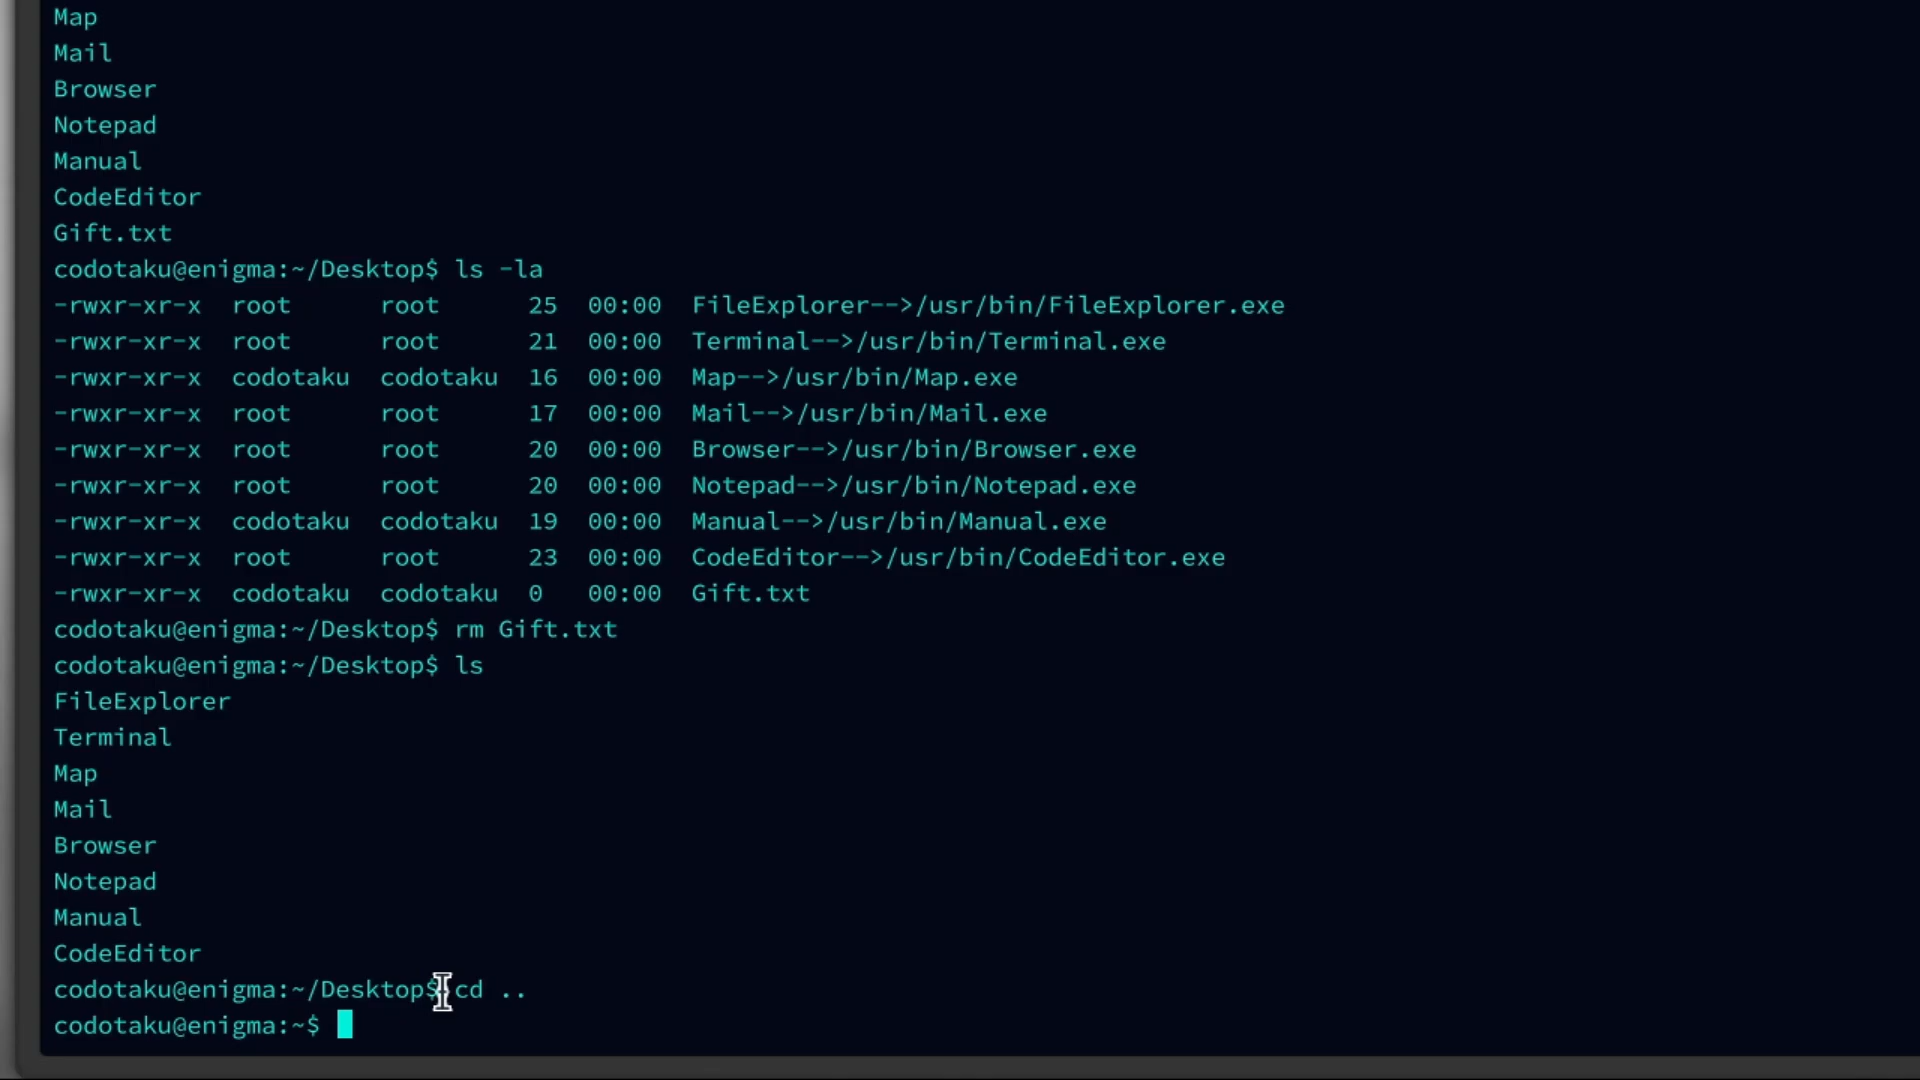 Map
Mail
Browser
Notepad
Manual
CodeEditor
Gift.txt
codotaku@enigma:~/Desktop$ ls -la
-rwxr-xr-x  root      root      25  00:00  FileExplorer-->/usr/bin/FileExplorer.exe
-rwxr-xr-x  root      root      21  00:00  Terminal-->/usr/bin/Terminal.exe
-rwxr-xr-x  codotaku  codotaku  16  00:00  Map-->/usr/bin/Map.exe
-rwxr-xr-x  root      root      17  00:00  Mail-->/usr/bin/Mail.exe
-rwxr-xr-x  root      root      20  00:00  Browser-->/usr/bin/Browser.exe
-rwxr-xr-x  root      root      20  00:00  Notepad-->/usr/bin/Notepad.exe
-rwxr-xr-x  codotaku  codotaku  19  00:00  Manual-->/usr/bin/Manual.exe
-rwxr-xr-x  root      root      23  00:00  CodeEditor-->/usr/bin/CodeEditor.exe
-rwxr-xr-x  codotaku  codotaku  0   00:00  Gift.txt
codotaku@enigma:~/Desktop$ rm Gift.txt
codotaku@enigma:~/Desktop$ ls
FileExplorer
Terminal
Map
Mail
Browser
Notepad
Manual
CodeEditor
codotaku@enigma:~/Desktop$ cd ..
codotaku@enigma:~$